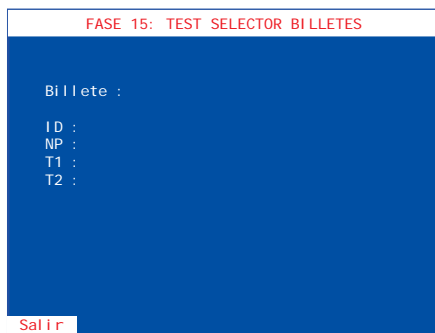 FASE 15: TEST SELECTOR BILLETES
Billete :
ID :
NP :
T1 :
T2 :
Salir